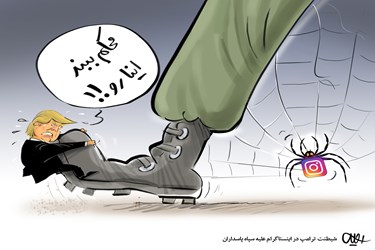 محکم ببند
اینا رو..!!
شیطنت ترامپ در اینستاگرام علیه سپاه پاسداران